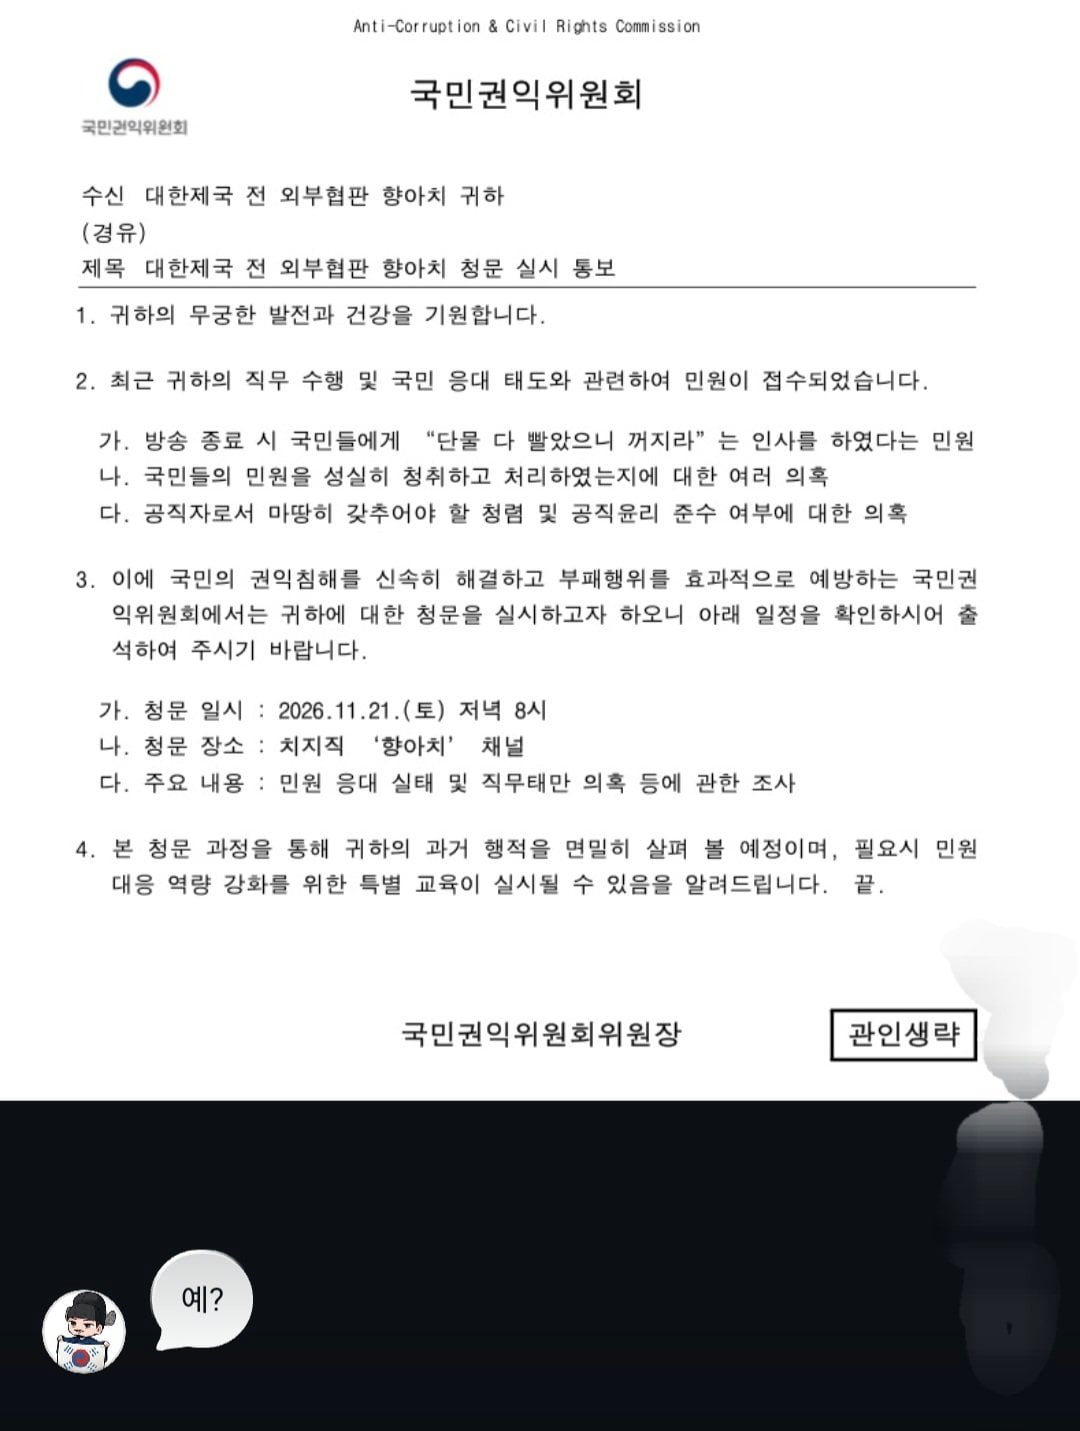 Anti-Corruption & Civil Rights Commission
국민권익위원회
국민권익위원회
수신 대한제국 전 외부협판 향아치 귀하
(경유)
제목 대한제국 전 외부협판 향아치 청문 실시 통보
1. 귀하의 무궁한 발전과 건강을 기원합니다.
2. 최근 귀하의 직무 수행 및 국민 응대 태도와 관련하여 민원이 접수되었습니다.
가. 방송 종료 시 국민들에게 “단물 다 빨았으니 꺼지라”는 인사를 하였다는 민원
나. 국민들의 민원을 성실히 청취하고 처리하였는지에 대한 여러 의혹
다. 공직자로서 마땅히 갖추어야 할 청렴 및 공직윤리 준수 여부에 대한 의혹
3. 이에 국민의 권익침해를 신속히 해결하고 부패행위를 효과적으로 예방하는 국민권
익위원회에서는 귀하에 대한 청문을 실시하고자 하오니 아래 일정을 확인하시어 출
석하여 주시기 바랍니다.
가. 청문 일시 : 2026.11.21.(토) 저녁 8시
나. 청문 장소 : 치지직 ‘향아치’ 채널
다. 주요 내용 : 민원 응대 실태 및 직무태만 의혹 등에 관한 조사
4. 본 청문 과정을 통해 귀하의 과거 행적을 면밀히 살펴 볼 예정이며, 필요시 민원
대응 역량 강화를 위한 특별 교육이 실시될 수 있음을 알려드립니다. 끝.
국민권익위원회위원장
관인생략
예?